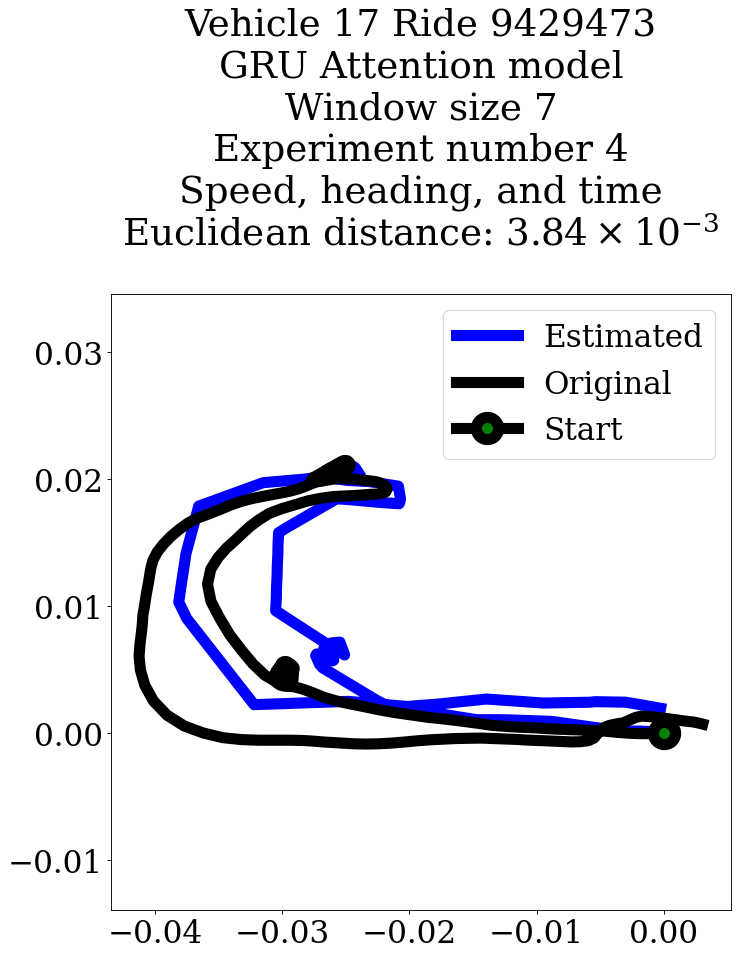 Vehicle 17 Ride 9429473
GRU Attention model
Window size 7
Experiment number 4
Speed, heading, and time
Euclidean distance: 3.84 × 10⁻³
Estimated
Original
Start
0.03
0.02
0.01
0.00
−0.01
−0.04
−0.03
−0.02
−0.01
0.00